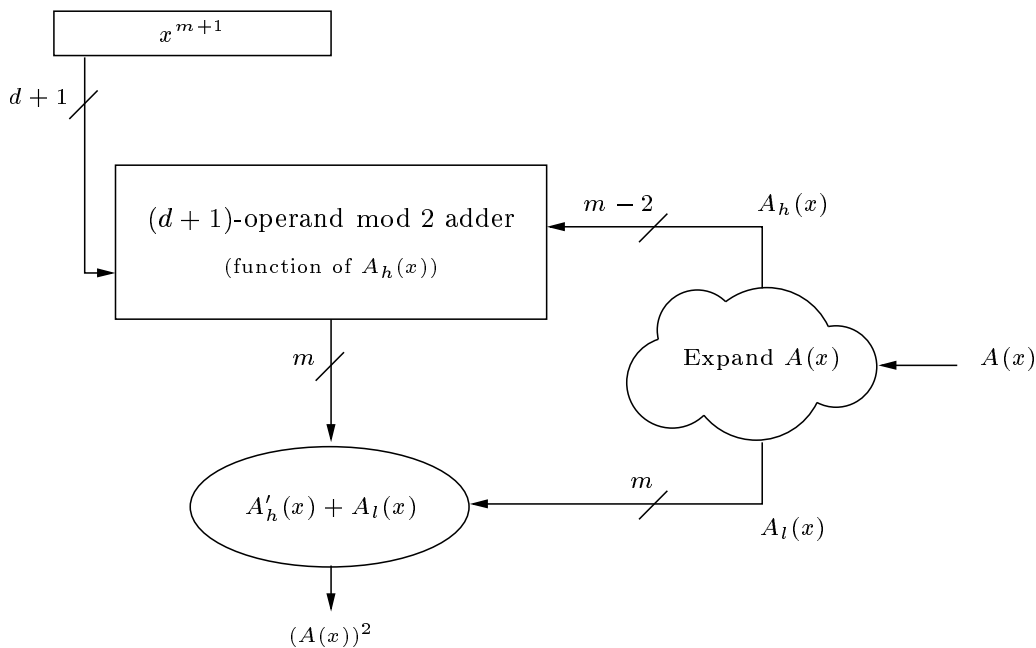 x^{m+1}
d + 1
(d + 1)-operand mod 2 adder
(function of A_h(x))
m − 2
A_h(x)
Expand A(x)
A(x)
m
m
A'_h(x) + A_l(x)
A_l(x)
(A(x))^2